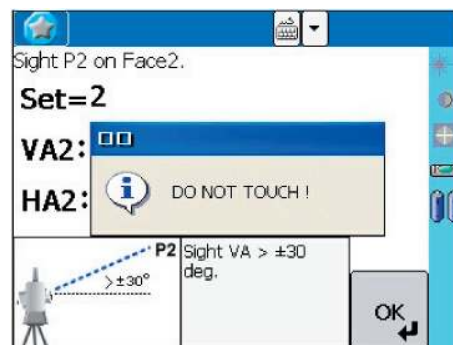 Sight P2 on Face2.
Set=2
VA2:
HA2:
DO NOT TOUCH !
P2
>±30°
Sight VA > ±30
deg.
OK